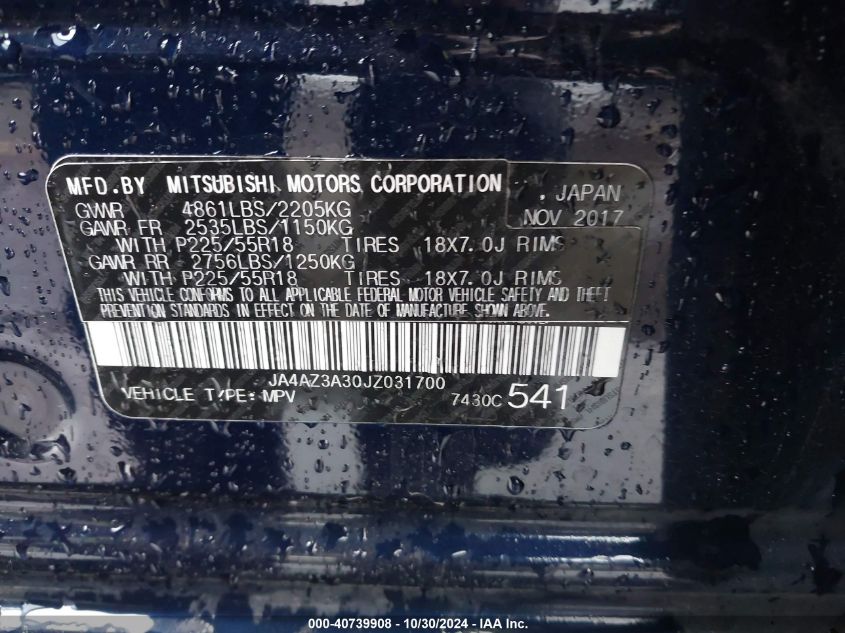 MFD.BY MITSUBISHI MOTORS CORPORATION
, JAPAN
GVWR 4861LBS/2205KG
NOV 2017
GAWR FR 2535LBS/1150KG
WITH P225/55R18 TIRES 18X7.0J RIMS
GAWR RR 2756LBS/1250KG
WITH P225/55R18 TIRES 18X7.0J RIMS
THIS VEHICLE CONFORMS TO ALL APPLICABLE FEDERAL MOTOR VEHICLE SAFETY AND THEFT
PREVENTION STANDARDS IN EFFECT ON THE DATE OF MANUFACTURE SHOWN ABOVE.
JA4AZ3A30JZ031700
VEHICLE TYPE: MPV 7430C 541
000-40739908 - 10/30/2024 - IAA Inc.